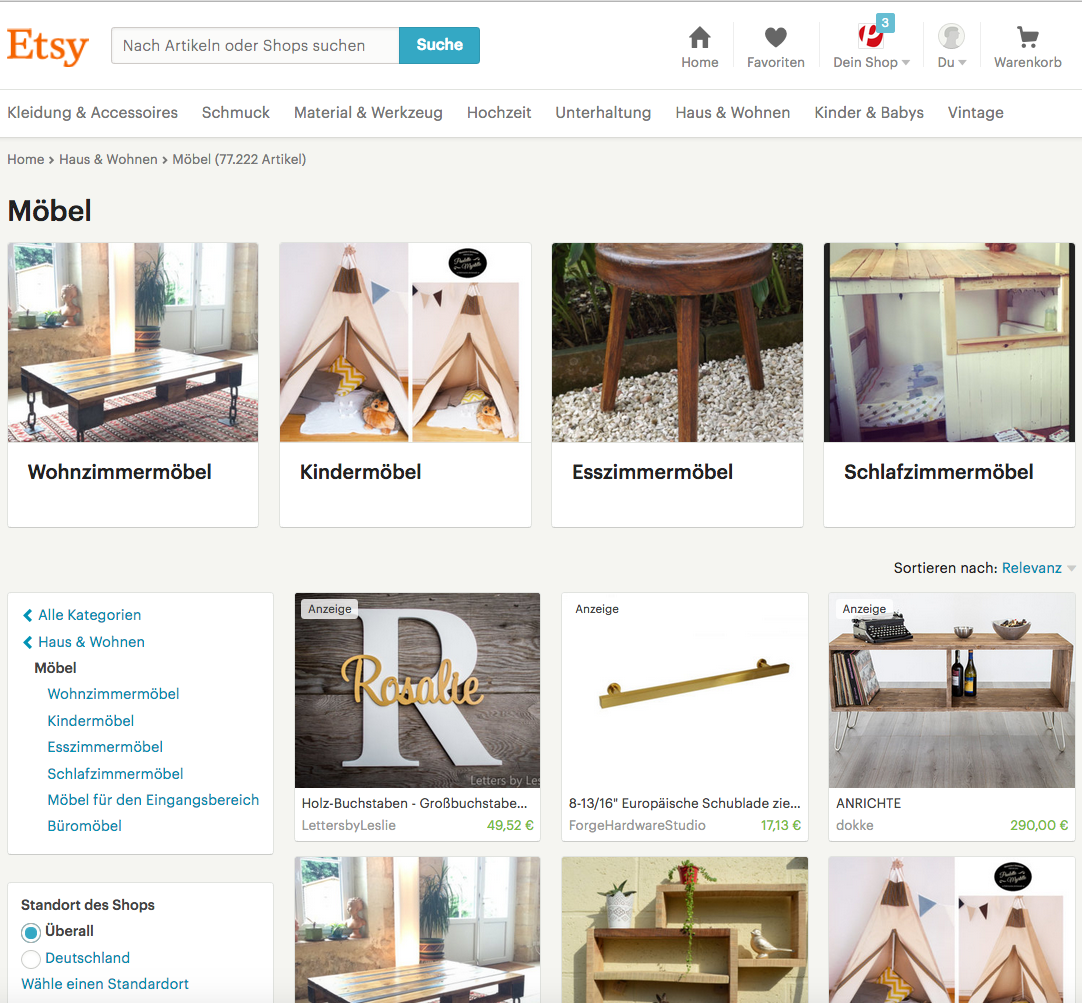 Etsy
Nach Artikeln oder Shops suchen
Suche
Home
Favoriten
3
Dein Shop
Du
Warenkorb
Kleidung & Accessoires Schmuck Material & Werkzeug Hochzeit Unterhaltung Haus & Wohnen Kinder & Babys Vintage
Home > Haus & Wohnen > Möbel (77.222 Artikel)
Möbel
Wohnzimmermöbel
Kindermöbel
Esszimmermöbel
Schlafzimmermöbel
Sortieren nach: Relevanz
Alle Kategorien
Haus & Wohnen
Möbel
Wohnzimmermöbel
Kindermöbel
Esszimmermöbel
Schlafzimmermöbel
Möbel für den Eingangsbereich
Büromöbel
Standort des Shops
Überall
Deutschland
Wähle einen Standardort
Anzeige
R
Rosalie
Letters by Les
Holz-Buchstaben - Großbuchstabe...
LettersbyLeslie 49,52 €
Anzeige
8-13/16" Europäische Schublade zie...
ForgeHardwareStudio 17,13 €
Anzeige
ANRICHTE
dokke 290,00 €